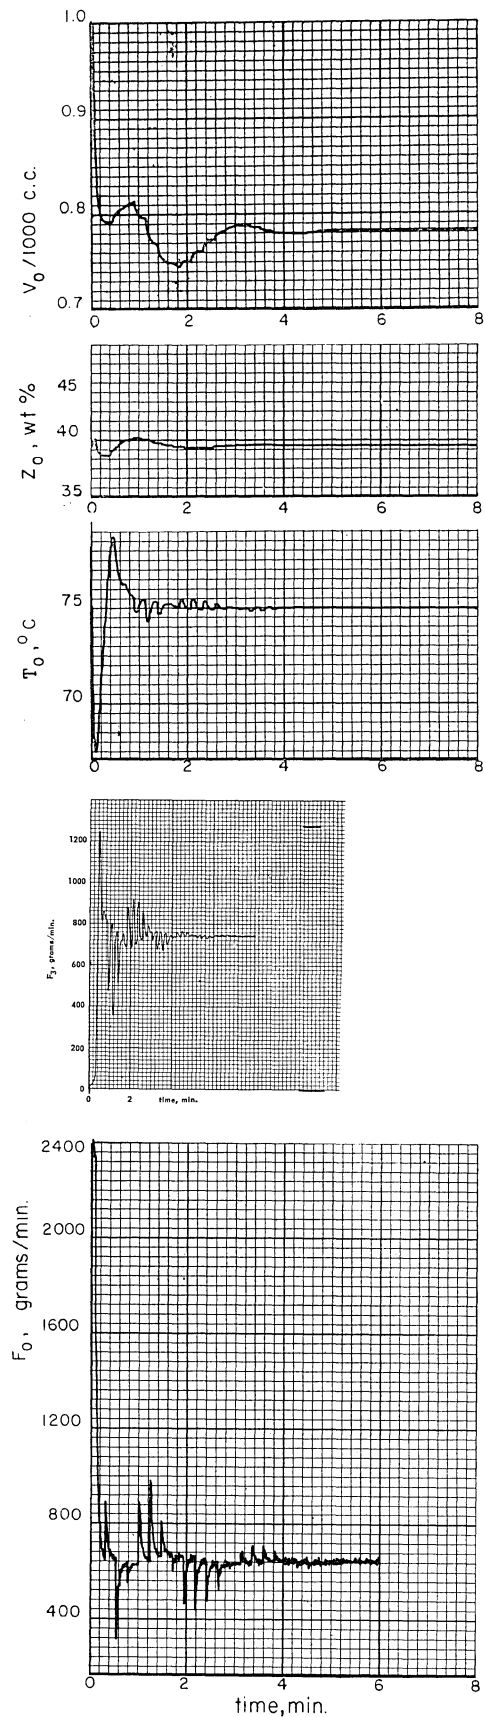 1.0
0.9
0.8
0.7
V₀/1000 C.C.
0 2 4 6 8
45
40
35
Z₀, wt %
0 2 4 6 8
75
70
T₀, °C
0 2 4 6 8
1200
1000
800
600
400
200
0
F₃, grams/min.
0 2 time, min.
2400
2000
1600
1200
800
400
F₀, grams/min.
0 2 4 6 8
time,min.